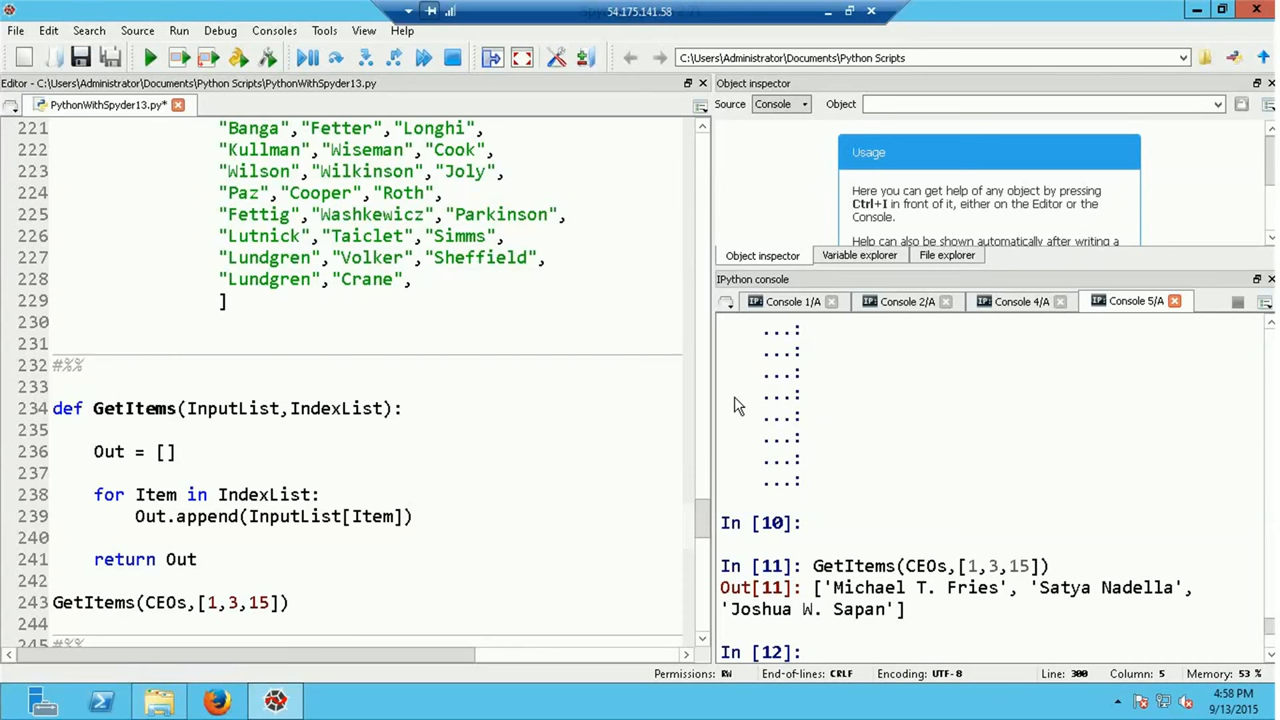 54.175.141.58
File Edit Search Source Run Debug Consoles Tools View Help
C:\Users\Administrator\Documents\Python Scripts
Editor - C:\Users\Administrator\Documents\Python Scripts\PythonWithSpyder13.py
PythonWithSpyder13.py*
221 "Banga","Fetter","Longhi",
222 "Kullman","Wiseman","Cook",
223 "Wilson","Wilkinson","Joly",
224 "Paz","Cooper","Roth",
225 "Fettig","Washkewicz","Parkinson",
226 "Lutnick","Taiclet","Simms",
227 "Lundgren","Volker","Sheffield",
228 "Lundgren","Crane",
229 ]
230
231
232 #%%
233
234 def GetItems(InputList,IndexList):
235
236 Out = []
237
238 for Item in IndexList:
239 Out.append(InputList[Item])
240
241 return Out
242
243 GetItems(CEOs,[1,3,15])
244
245 #%%
Object inspector
Source Console Object
Usage
Here you can get help of any object by pressing
Ctrl+I in front of it, either on the Editor or the
Console.
Help can also be shown automatically after writing a
Object inspector Variable explorer File explorer
IPython console
Console 1/A Console 2/A Console 4/A Console 5/A
...:
...:
...:
...:
...:
...:
...:
...:
In [10]:
In [11]: GetItems(CEOs,[1,3,15])
Out[11]: ['Michael T. Fries', 'Satya Nadella',
'Joshua W. Sapan']
In [12]:
Permissions: RW End-of-lines: CRLF Encoding: UTF-8 Line: 300 Column: 5 Memory: 53 %
4:58 PM
9/13/2015